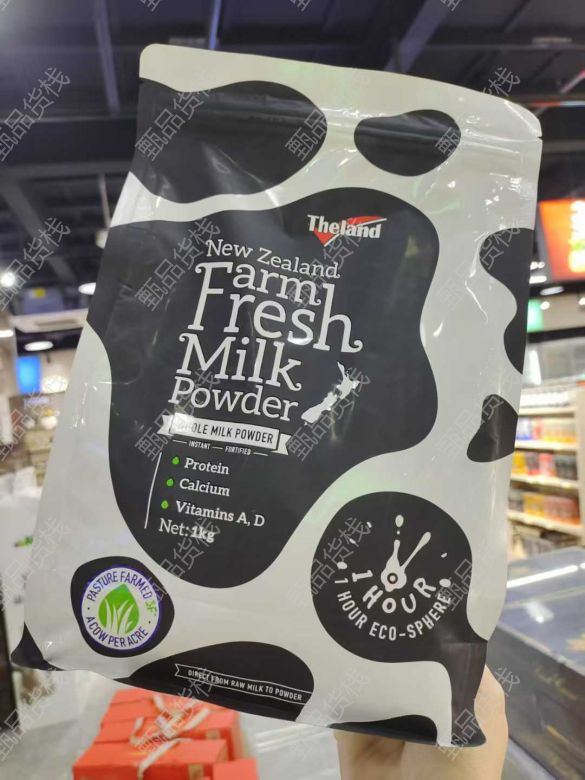 Theland
New Zealand
Farm
Fresh
Milk
Powder
WHOLE MILK POWDER
INSTANT FORTIFIED
Protein
Calcium
Vitamins A, D
Net: 1kg
PASTURE FARMED
A COW PER ACRE
1 HOUR
1 HOUR ECO-SPHERE
DIRECT FROM RAW MILK TO POWDER
甄品货栈